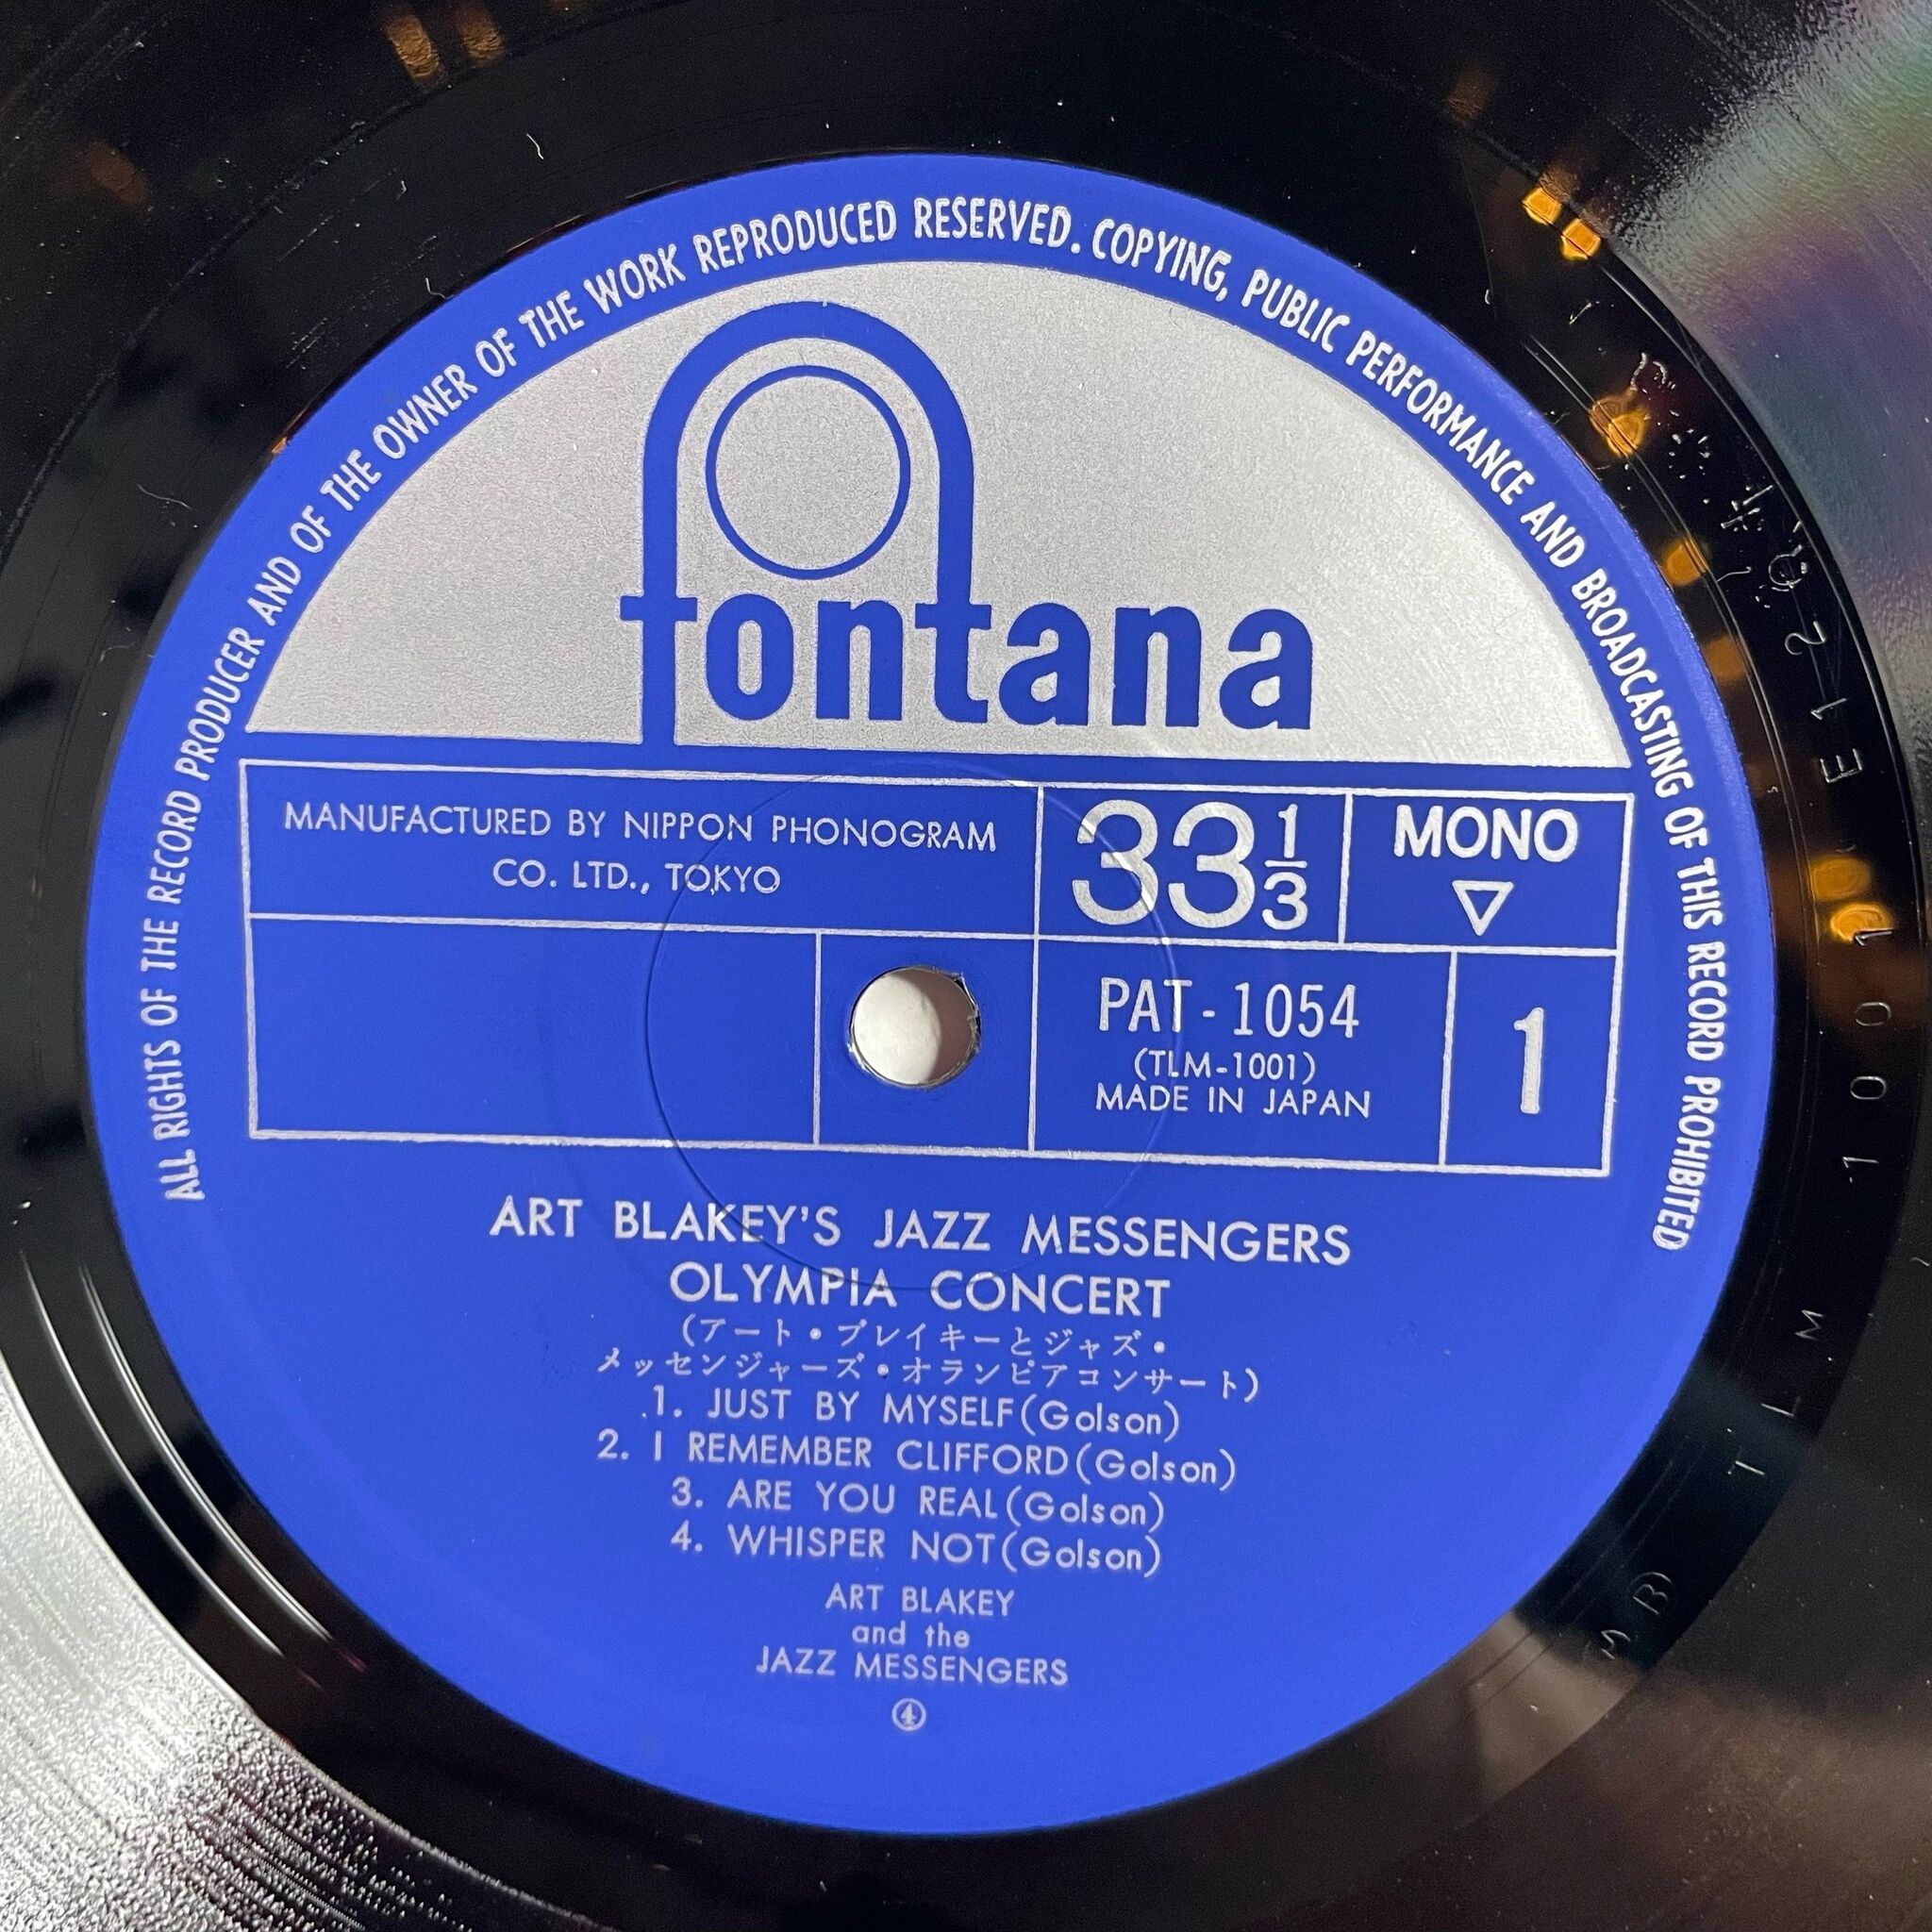 ALL RIGHTS OF THE RECORD PRODUCER AND OF THE OWNER OF THE WORK REPRODUCED RESERVED. COPYING, PUBLIC PERFORMANCE AND BROADCASTING OF THIS RECORD PROHIBITED
fontana
MANUFACTURED BY NIPPON PHONOGRAM
CO. LTD., TOKYO
33 1/3
MONO
▽
PAT-1054
(TLM-1001)
MADE IN JAPAN
1
ART BLAKEY'S JAZZ MESSENGERS
OLYMPIA CONCERT
(アート・ブレイキーとジャズ・
メッセンジャーズ・オランピアコンサート)
1. JUST BY MYSELF(Golson)
2. I REMEMBER CLIFFORD(Golson)
3. ARE YOU REAL(Golson)
4. WHISPER NOT(Golson)
ART BLAKEY
and the
JAZZ MESSENGERS
④
TLM 1001